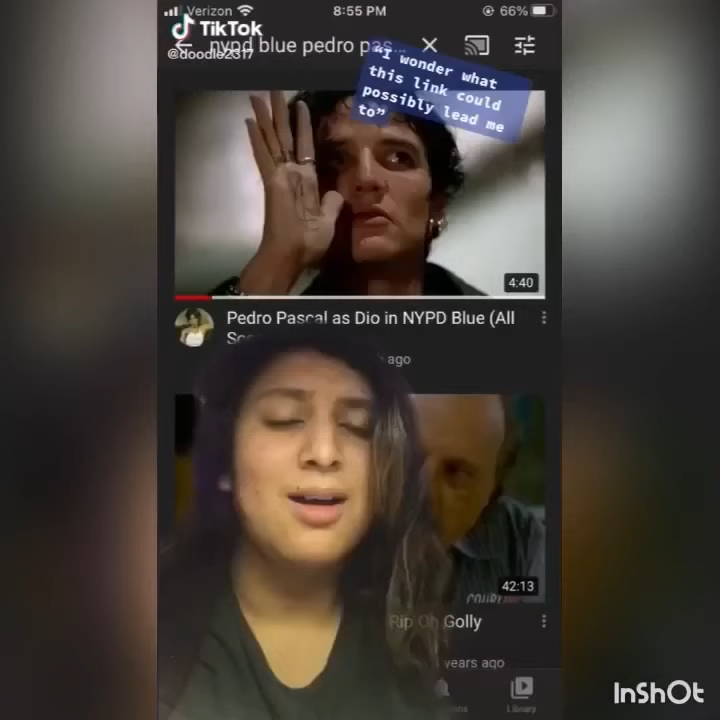 Verizon
8:55 PM
66%
TikTok
@doodle2317
nypd blue pedro pas...
"I wonder what
this link could
possibly lead me
to"
4:40
Pedro Pascal as Dio in NYPD Blue (All
ago
42:13
Rip Oh Golly
years ago
Library
InShOt